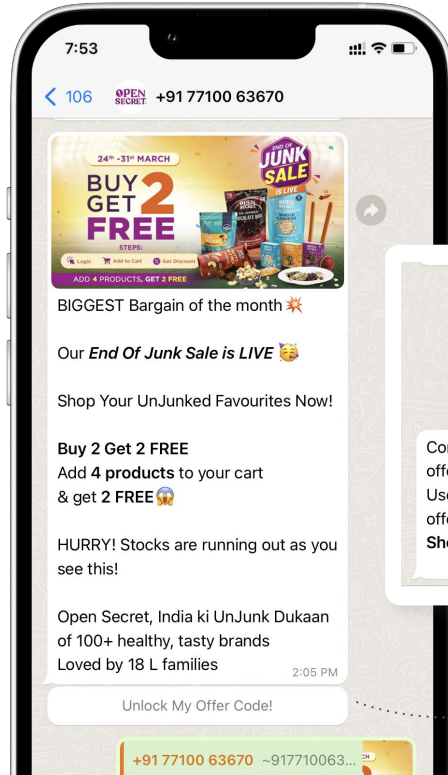 7:53
106
OPEN
SECRET
+91 77100 63670
24th -31st MARCH
BUY 2
GET
FREE
END OF
JUNK
SALE
IS LIVE
STEPS:
Login
Add to Cart
Get Discount
ADD 4 PRODUCTS, GET 2 FREE
OPEN
SECRET
BIGGEST Bargain of the month💥
Our End Of Junk Sale is LIVE 🥳
Shop Your UnJunked Favourites Now!
Buy 2 Get 2 FREE
Add 4 products to your cart
& get 2 FREE😱
HURRY! Stocks are running out as you
see this!
Open Secret, India ki UnJunk Dukaan
of 100+ healthy, tasty brands
Loved by 18 L families
2:05 PM
Unlock My Offer Code!
+91 77100 63670 ~917710063...